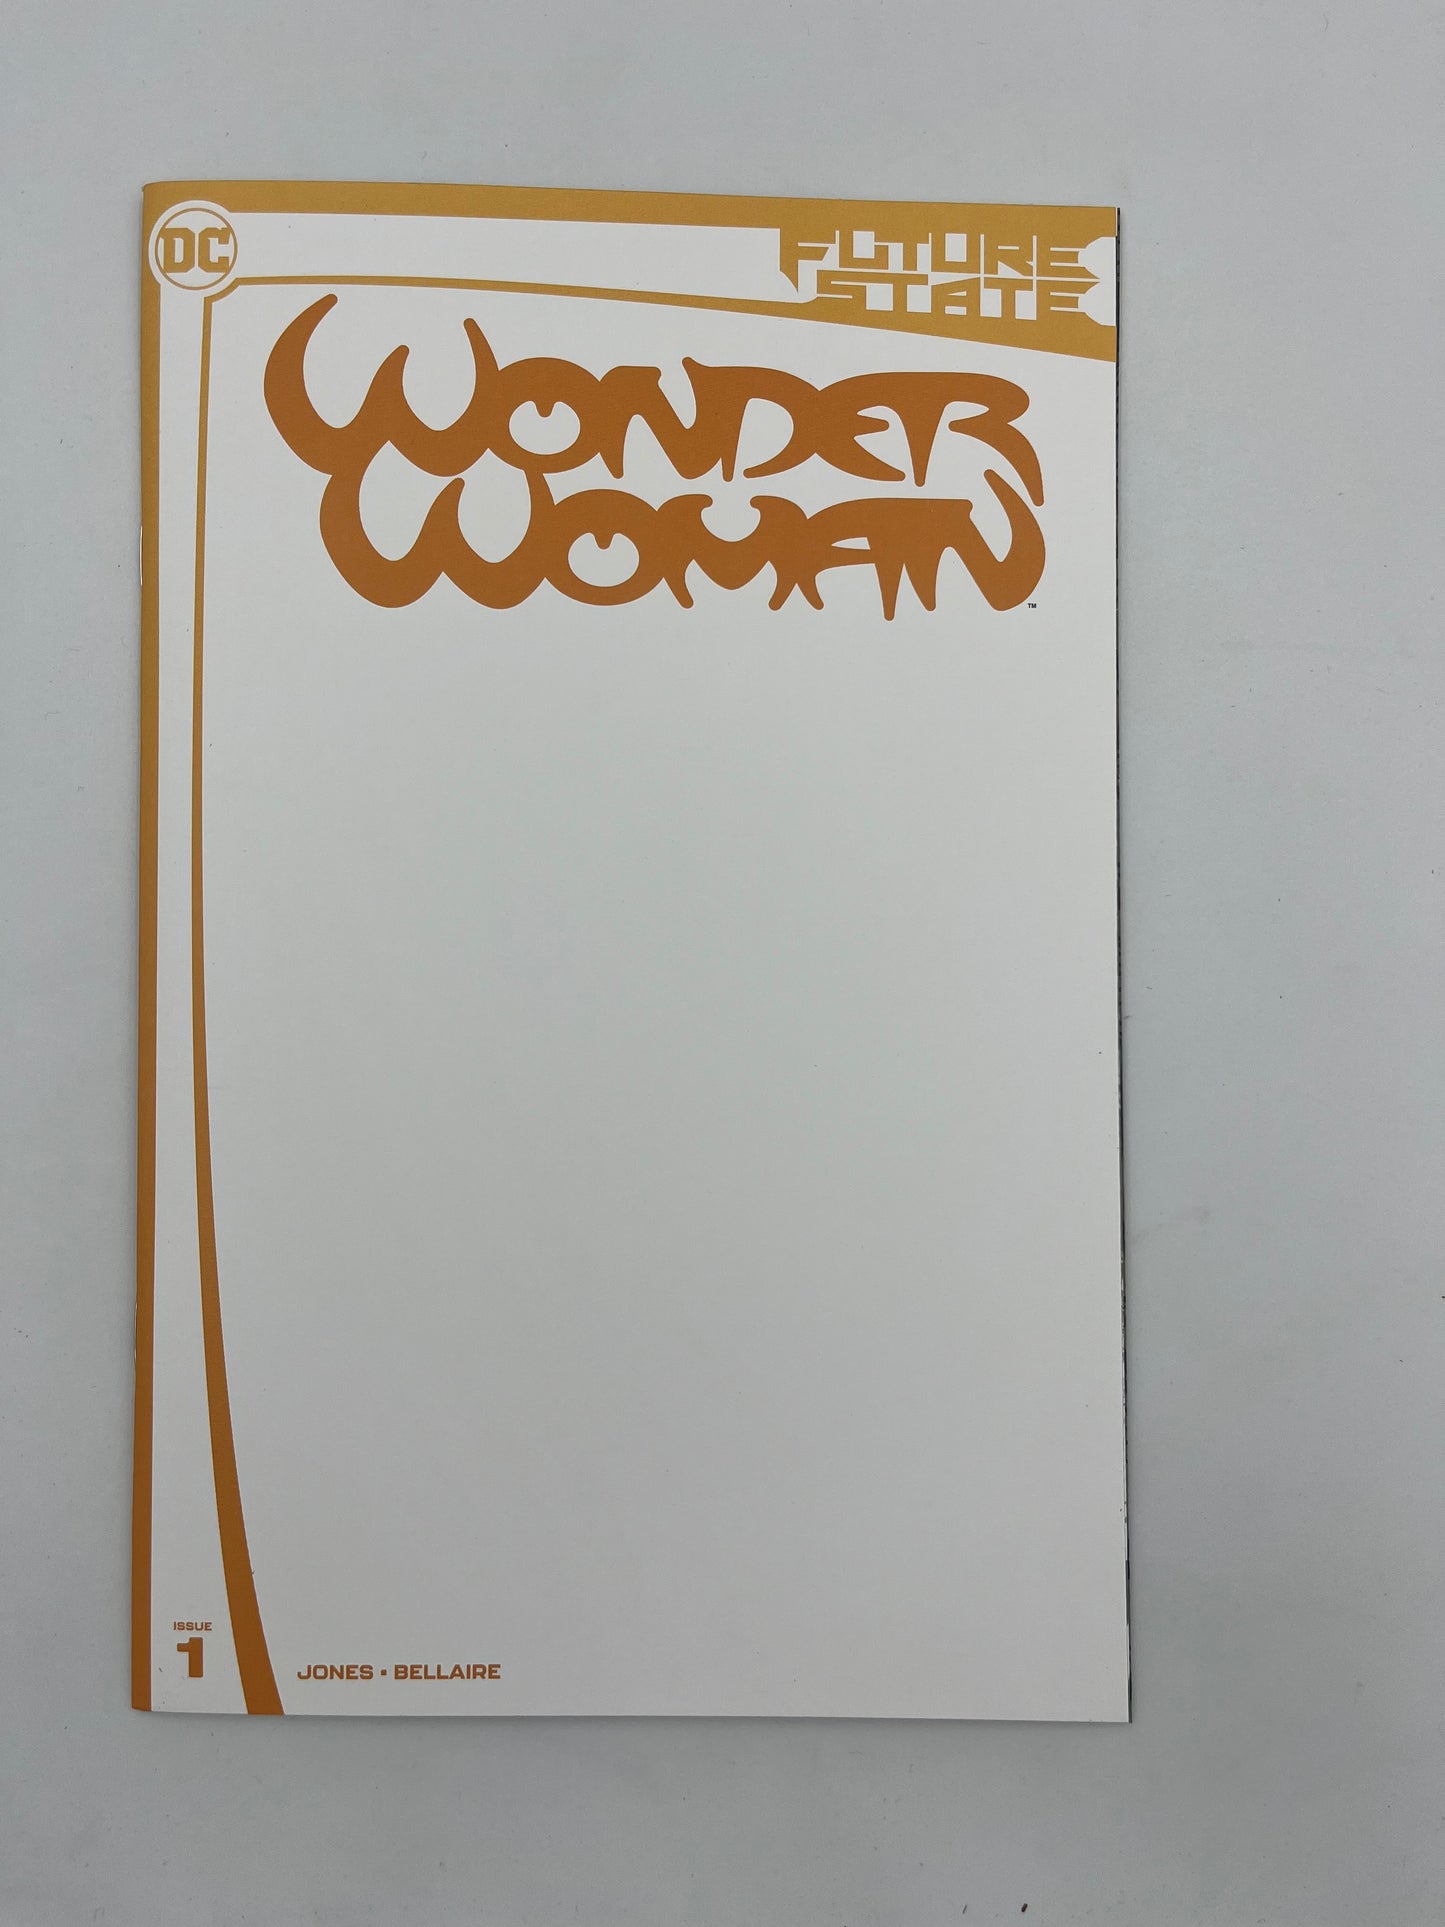 DC
FUTURE
STATE
WONDER
WOMAN
TM
ISSUE
1
JONES • BELLAIRE